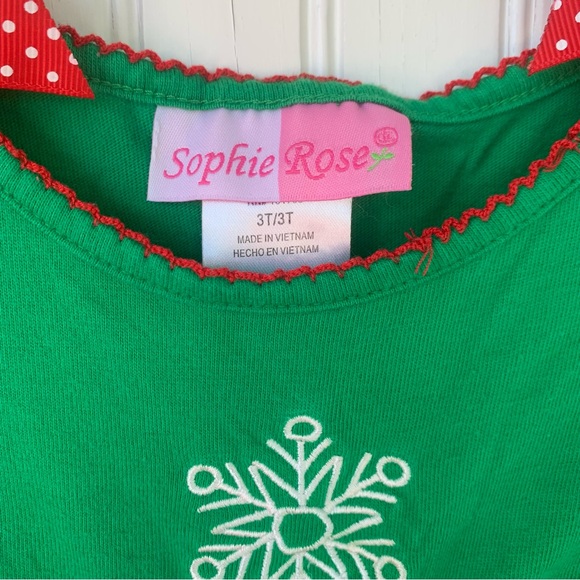 Sophie Rose
3T/3T
MADE IN VIETNAM
HECHO EN VIETNAM